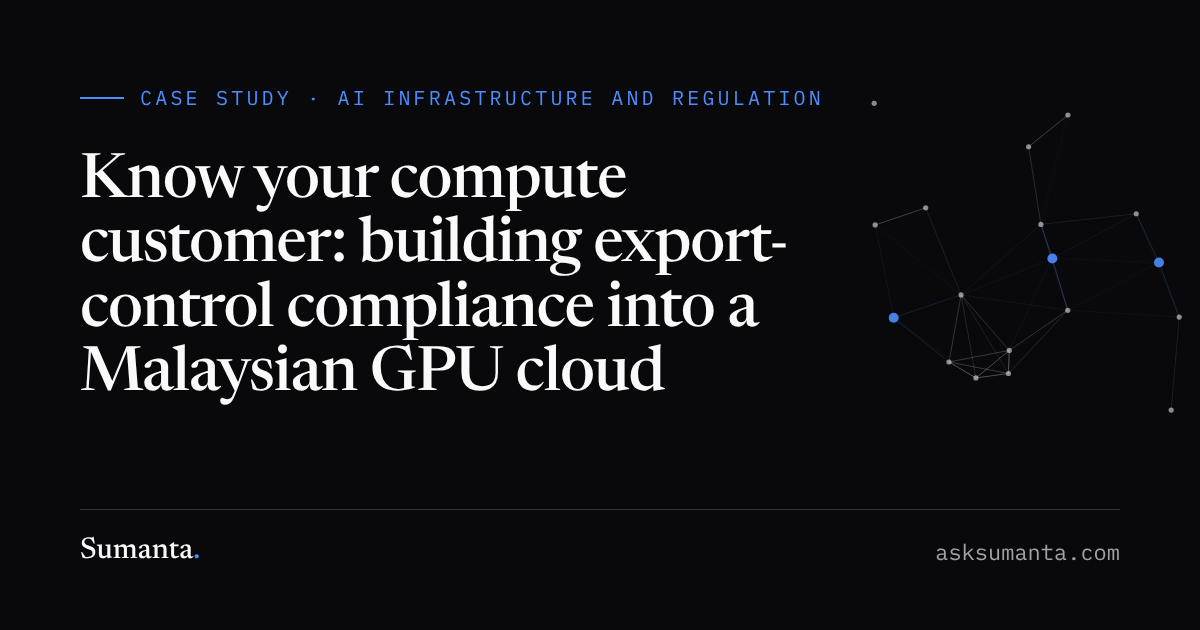 CASE STUDY · AI INFRASTRUCTURE AND REGULATION
Know your compute
customer: building export-
control compliance into a
Malaysian GPU cloud
Sumanta.
asksumanta.com